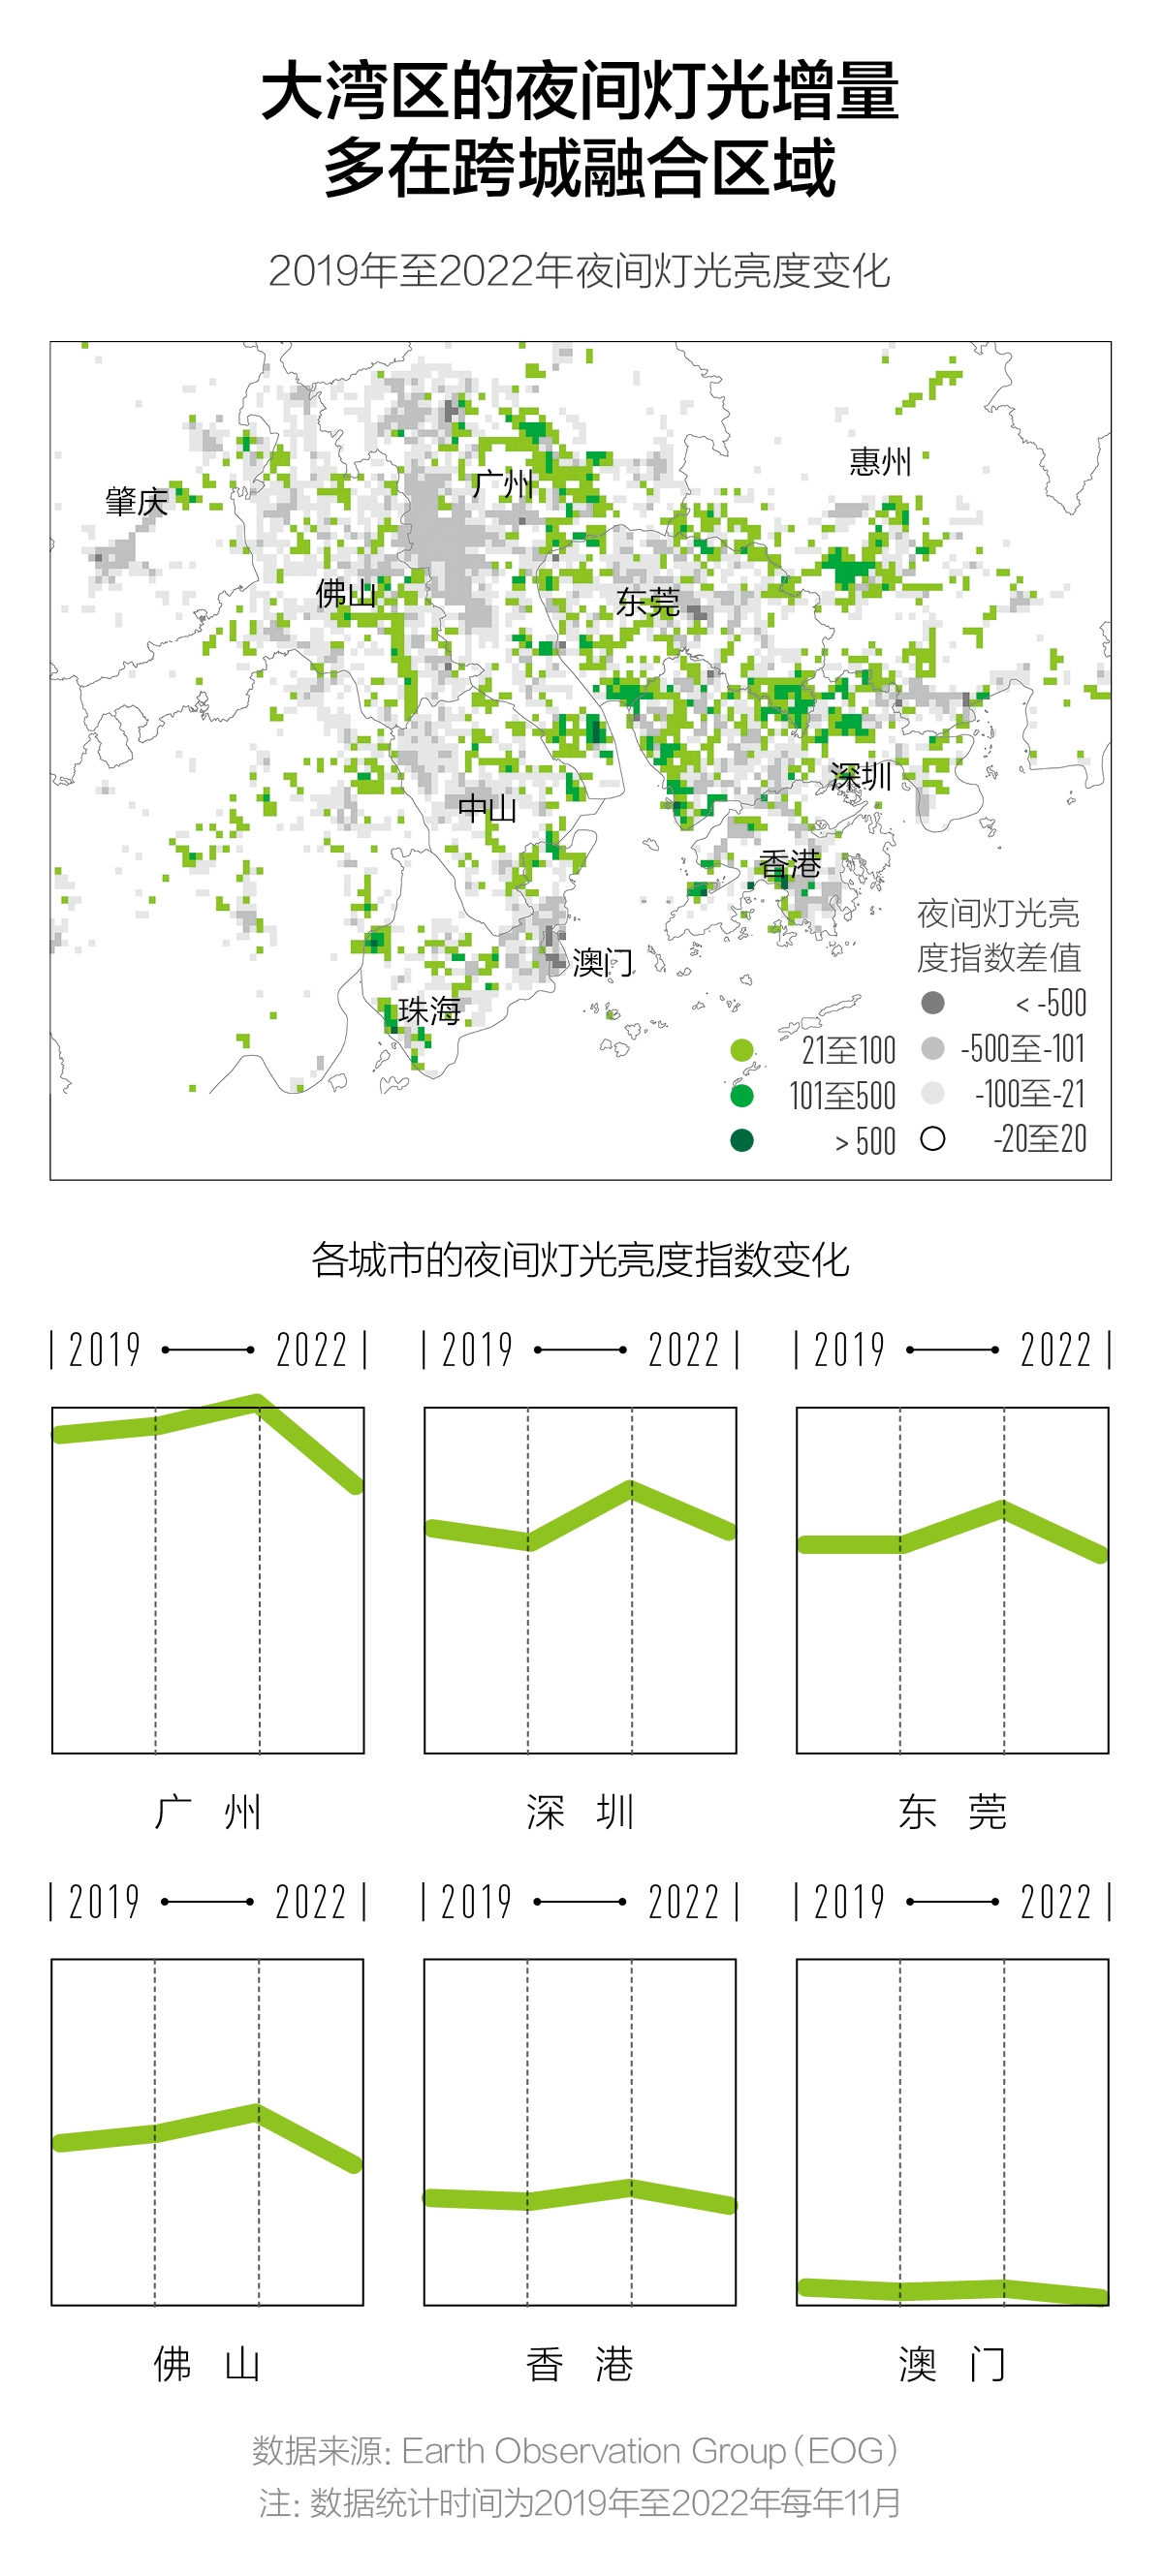 大湾区的夜间灯光增量
多在跨城融合区域
2019年至2022年夜间灯光亮度变化
惠州
广州
肇庆
佛山
东莞
深圳
中山
香港
澳门
珠海
夜间灯光亮
度指数差值
< -500
21至100
-500至-101
101至500
-100至-21
> 500
-20至20
各城市的夜间灯光亮度指数变化
2019 2022
2019 2022
2019 2022
广州
深圳
东莞
2019 2022
2019 2022
2019 2022
佛山
香港
澳门
数据来源: Earth Observation Group (EOG)
注: 数据统计时间为2019年至2022年每年11月